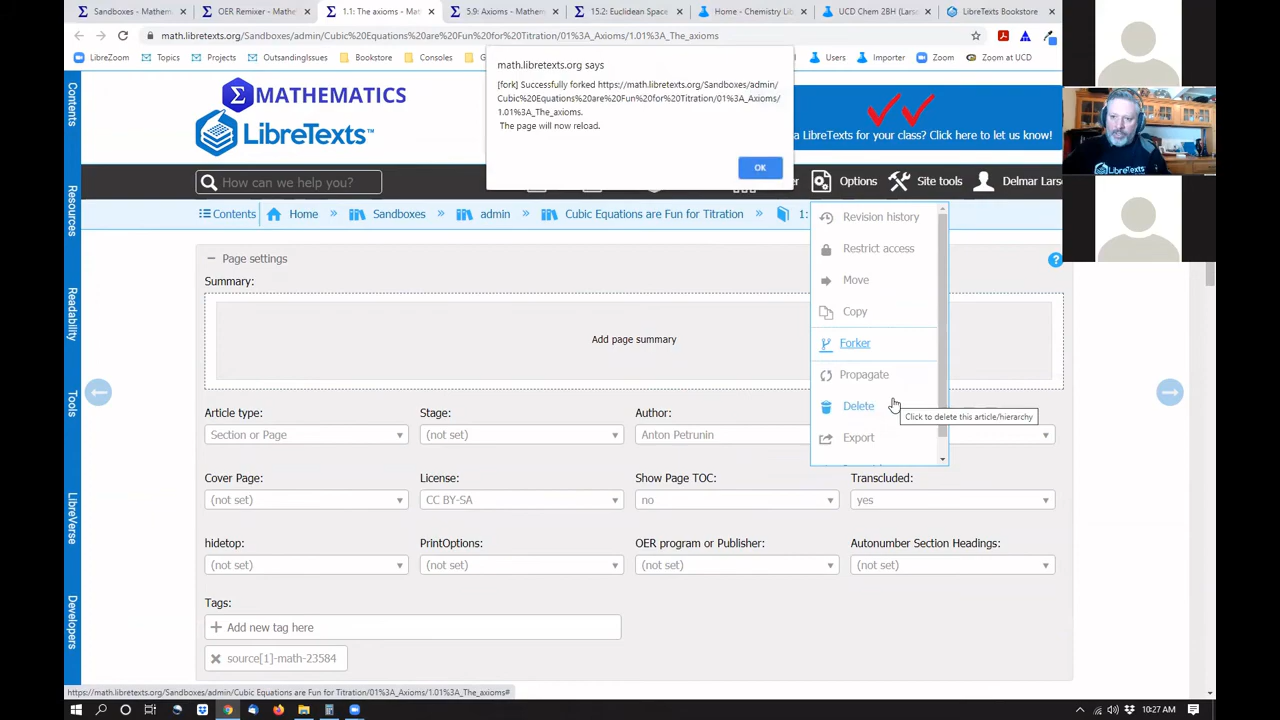 Sandboxes - Mathem
OER Remixer - Mathe
1.1: The axioms - Mat
5.9: Axioms - Mathem
15.2: Euclidean Spac
Home - Chemistry Lib
UCD Chem 2BH (Lars
LibreTexts Bookstore
math.libretexts.org/Sandboxes/admin/Cubic%20Equations%20are%20Fun%20for%20Titration/01%3A_Axioms/1.01%3A_The_axioms
LibreZoom
Topics
Projects
OutsandingIssues
Bookstore
Consoles
Users
Importer
Zoom
Zoom at UCD
math.libretexts.org says
[fork] Successfully forked https://math.libretexts.org/Sandboxes/admin/
Cubic%20Equations%20are%20Fun%20for%20Titration/01%3A_Axioms/
1.01%3A_The_axioms.
The page will now reload.
OK
MATHEMATICS
LibreTexts™
a LibreTexts for your class? Click here to let us know!
How can we help you?
Options
Site tools
Delmar Lars
Contents
Home
Sandboxes
admin
Cubic Equations are Fun for Titration
1:
Contents
Resources
Readability
Tools
LibreVerse
Developers
Revision history
Restrict access
Move
Copy
Forker
Propagate
Delete
Export
Click to delete this article/hierarchy
Page settings
Summary:
Add page summary
Article type:
Stage:
Author:
Section or Page
(not set)
Anton Petrunin
Cover Page:
License:
Show Page TOC:
Transcluded:
(not set)
CC BY-SA
no
yes
hidetop:
PrintOptions:
OER program or Publisher:
Autonumber Section Headings:
(not set)
(not set)
(not set)
(not set)
Tags:
Add new tag here
source[1]-math-23584
https://math.libretexts.org/Sandboxes/admin/Cubic Equations are Fun for Titration/01%3A_Axioms/1.01%3A_The_axioms#
10:27 AM